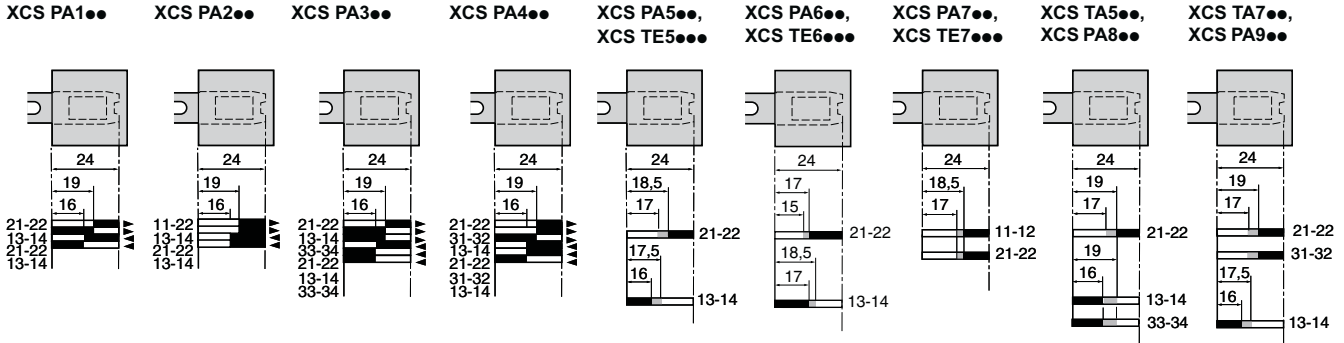 XCS PA1●● XCS PA2●● XCS PA3●● XCS PA4●● XCS PA5●●, XCS PA6●●, XCS PA7●●, XCS TA5●●, XCS TA7●●,
XCS TE5●●● XCS TE6●●● XCS TE7●●● XCS PA8●● XCS PA9●●
24 24 24 24 24 24 24 24 24
19 19 19 19 18,5 17 18,5 19 19
16 16 16 16 17 15 17 17 17
21-22 11-22 21-22 21-22 21-22 21-22 11-12 21-22 21-22
13-14 13-14 13-14 31-32 21-22 31-32
21-22 21-22 33-34 13-14 17,5 18,5 19 17,5
13-14 13-14 21-22 21-22 16 17 16 16
13-14 31-32 13-14 13-14 13-14 13-14
33-34 13-14 33-34